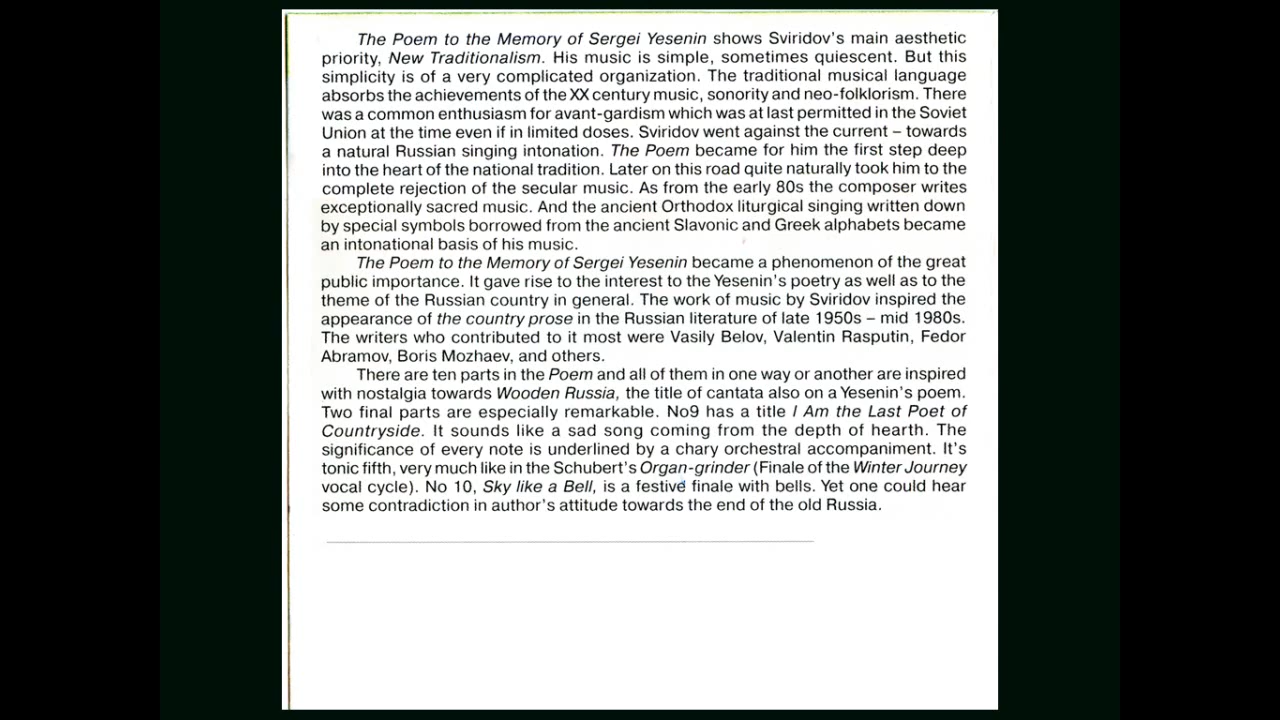 The Poem to the Memory of Sergei Yesenin shows Sviridov's main aesthetic
priority, New Traditionalism. His music is simple, sometimes quiescent. But this
simplicity is of a very complicated organization. The traditional musical language
absorbs the achievements of the XX century music, sonority and neo-folklorism. There
was a common enthusiasm for avant-gardism which was at last permitted in the Soviet
Union at the time even if in limited doses. Sviridov went against the current – towards
a natural Russian singing intonation. The Poem became for him the first step deep
into the heart of the national tradition. Later on this road quite naturally took him to the
complete rejection of the secular music. As from the early 80s the composer writes
exceptionally sacred music. And the ancient Orthodox liturgical singing written down
by special symbols borrowed from the ancient Slavonic and Greek alphabets became
an intonational basis of his music.
The Poem to the Memory of Sergei Yesenin became a phenomenon of the great
public importance. It gave rise to the interest to the Yesenin's poetry as well as to the
theme of the Russian country in general. The work of music by Sviridov inspired the
appearance of the country prose in the Russian literature of late 1950s – mid 1980s.
The writers who contributed to it most were Vasily Belov, Valentin Rasputin, Fedor
Abramov, Boris Mozhaev, and others.
There are ten parts in the Poem and all of them in one way or another are inspired
with nostalgia towards Wooden Russia, the title of cantata also on a Yesenin's poem.
Two final parts are especially remarkable. No9 has a title I Am the Last Poet of
Countryside. It sounds like a sad song coming from the depth of hearth. The
significance of every note is underlined by a chary orchestral accompaniment. It's
tonic fifth, very much like in the Schubert's Organ-grinder (Finale of the Winter Journey
vocal cycle). No 10, Sky like a Bell, is a festive finale with bells. Yet one could hear
some contradiction in author's attitude towards the end of the old Russia.